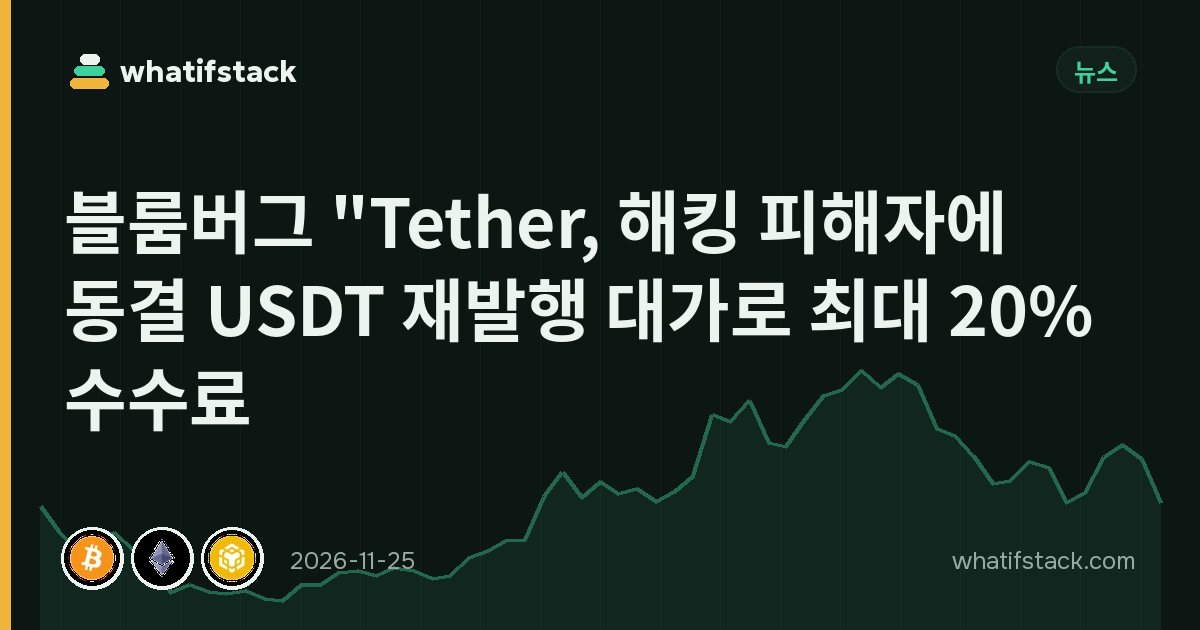 whatifstack
뉴스
블룸버그 "Tether, 해킹 피해자에
동결 USDT 재발행 대가로 최대 20%
수수료
2026-11-25
whatifstack.com